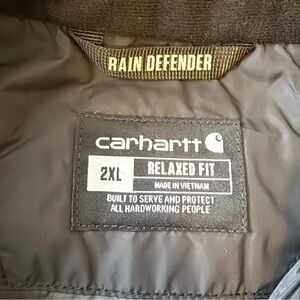 RAIN DEFENDER
carhartt
2XL
RELAXED FIT
MADE IN VIETNAM
BUILT TO SERVE AND PROTECT
ALL HARDWORKING PEOPLE